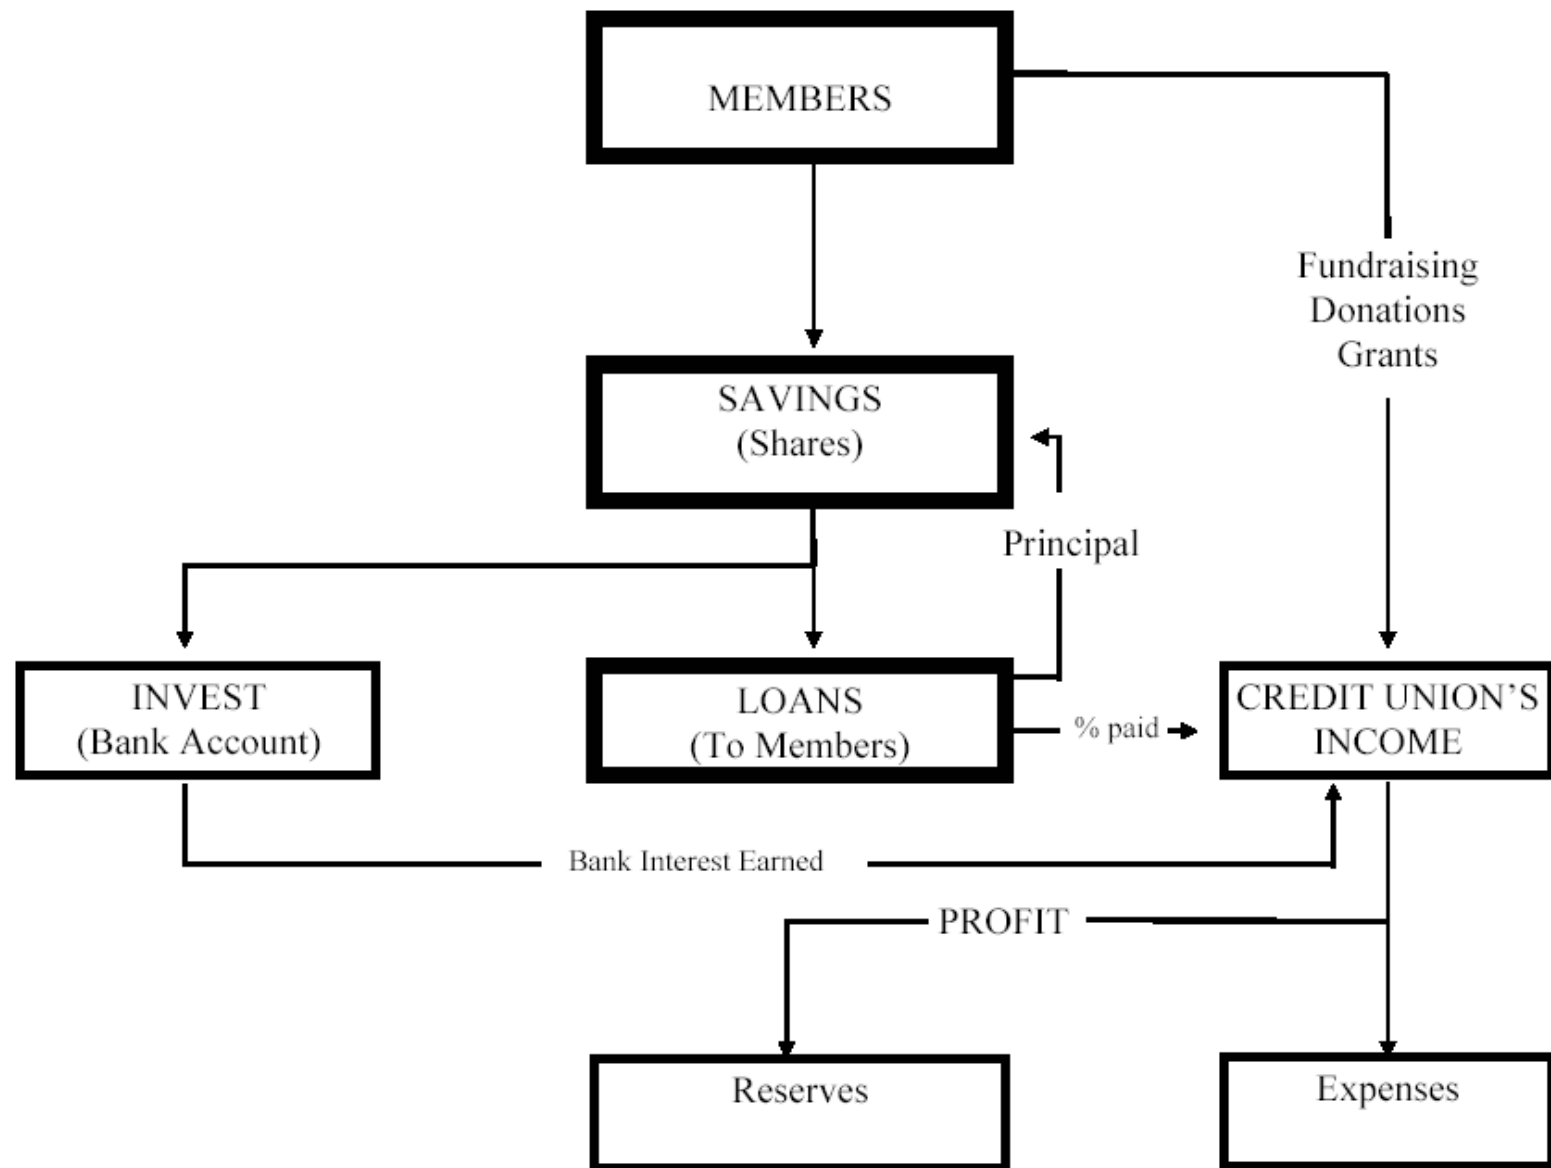 MEMBERS
Fundraising
Donations
Grants
SAVINGS
(Shares)
Principal
INVEST
(Bank Account)
LOANS
(To Members)
% paid
CREDIT UNION’S
INCOME
Bank Interest Earned
PROFIT
Reserves
Expenses